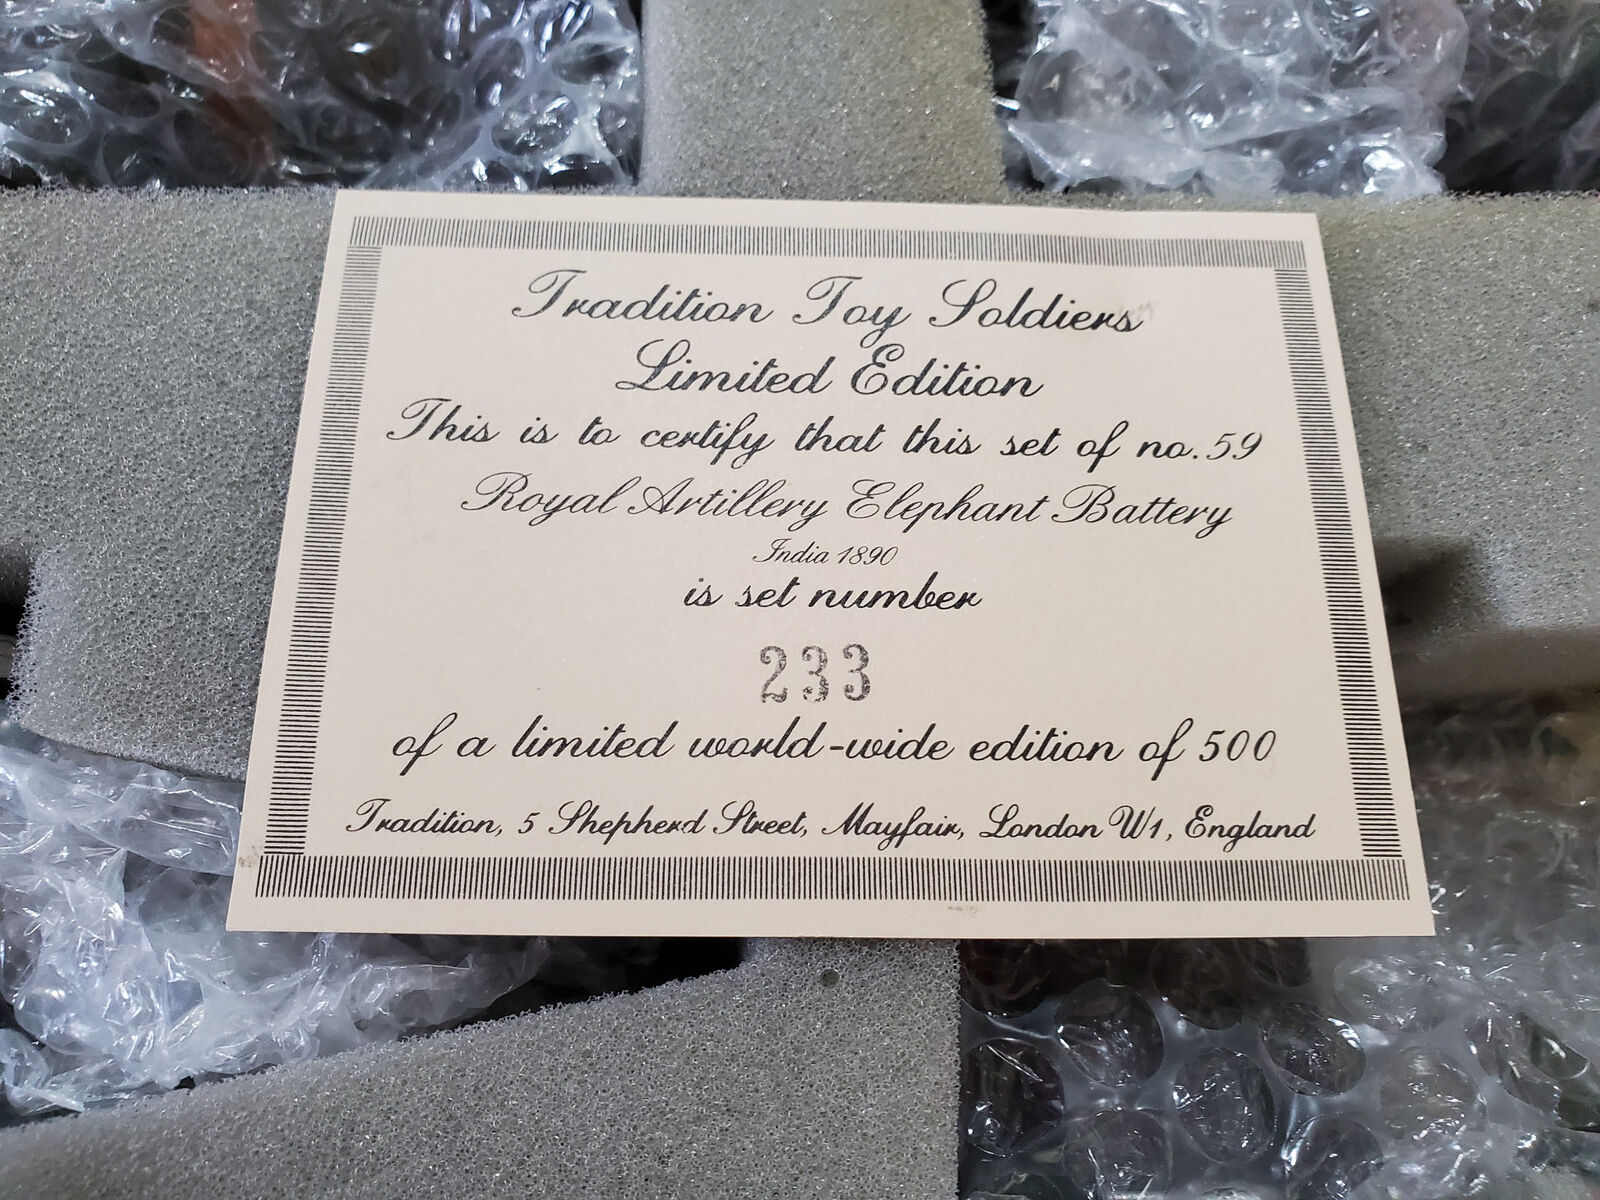 Tradition Toy Soldiers
Limited Edition
This is to certify that this set of no.59
Royal Artillery Elephant Battery
India 1890
is set number
233
of a limited world-wide edition of 500
Tradition, 5 Shepherd Street, Mayfair, London W1, England